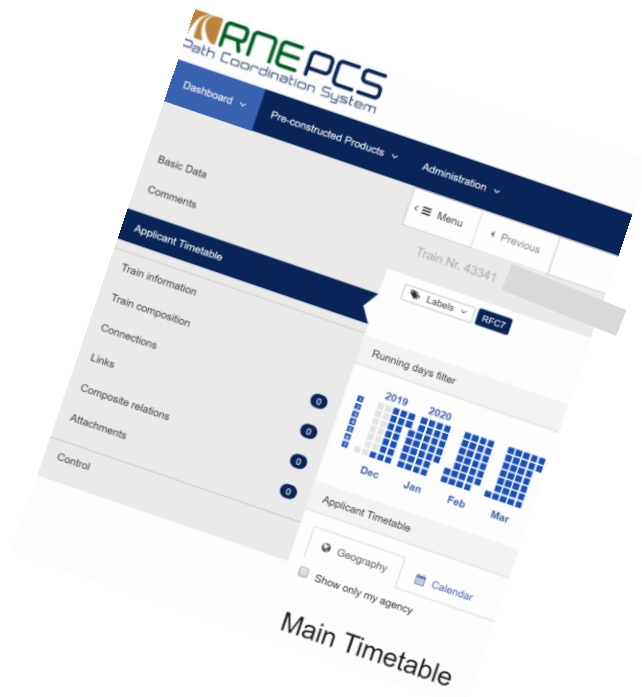 RNE PCS
Path Coordination System
Dashboard
Pre-constructed Products
Administration
Basic Data
Comments
Menu
Previous
Applicant Timetable
Train Nr. 43341
Train information
Labels
RFC7
Train composition
Connections
Links
0
Composite relations
0
Attachments
0
Control
0
Running days filter
2019
2020
Dec
Jan
Feb
Mar
Applicant Timetable
Geography
Calendar
Show only my agency
Main Timetable